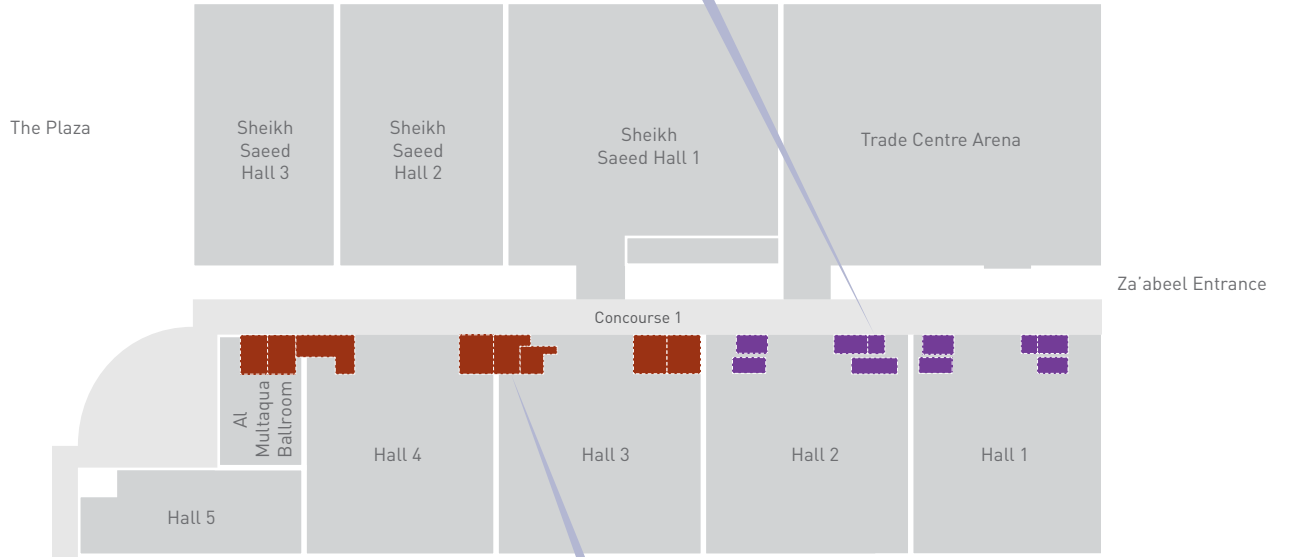 The Plaza
Sheikh
Saeed
Hall 3
Sheikh
Saeed
Hall 2
Sheikh
Saeed Hall 1
Trade Centre Arena
Za'abeel Entrance
Concourse 1
Al
Multaqua
Ballroom
Hall 4
Hall 3
Hall 2
Hall 1
Hall 5